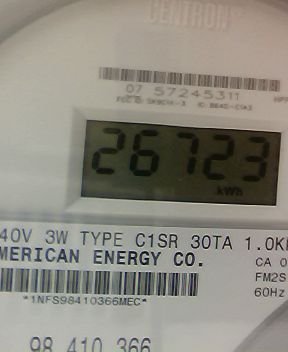 CENTRON
07 57245311
26723
kWh
40V 3W TYPE C1SR 30TA 1.0K
MERICAN ENERGY CO.
CA 0
FM2S
60Hz
*1NFS98410366MEC*
98 410 366